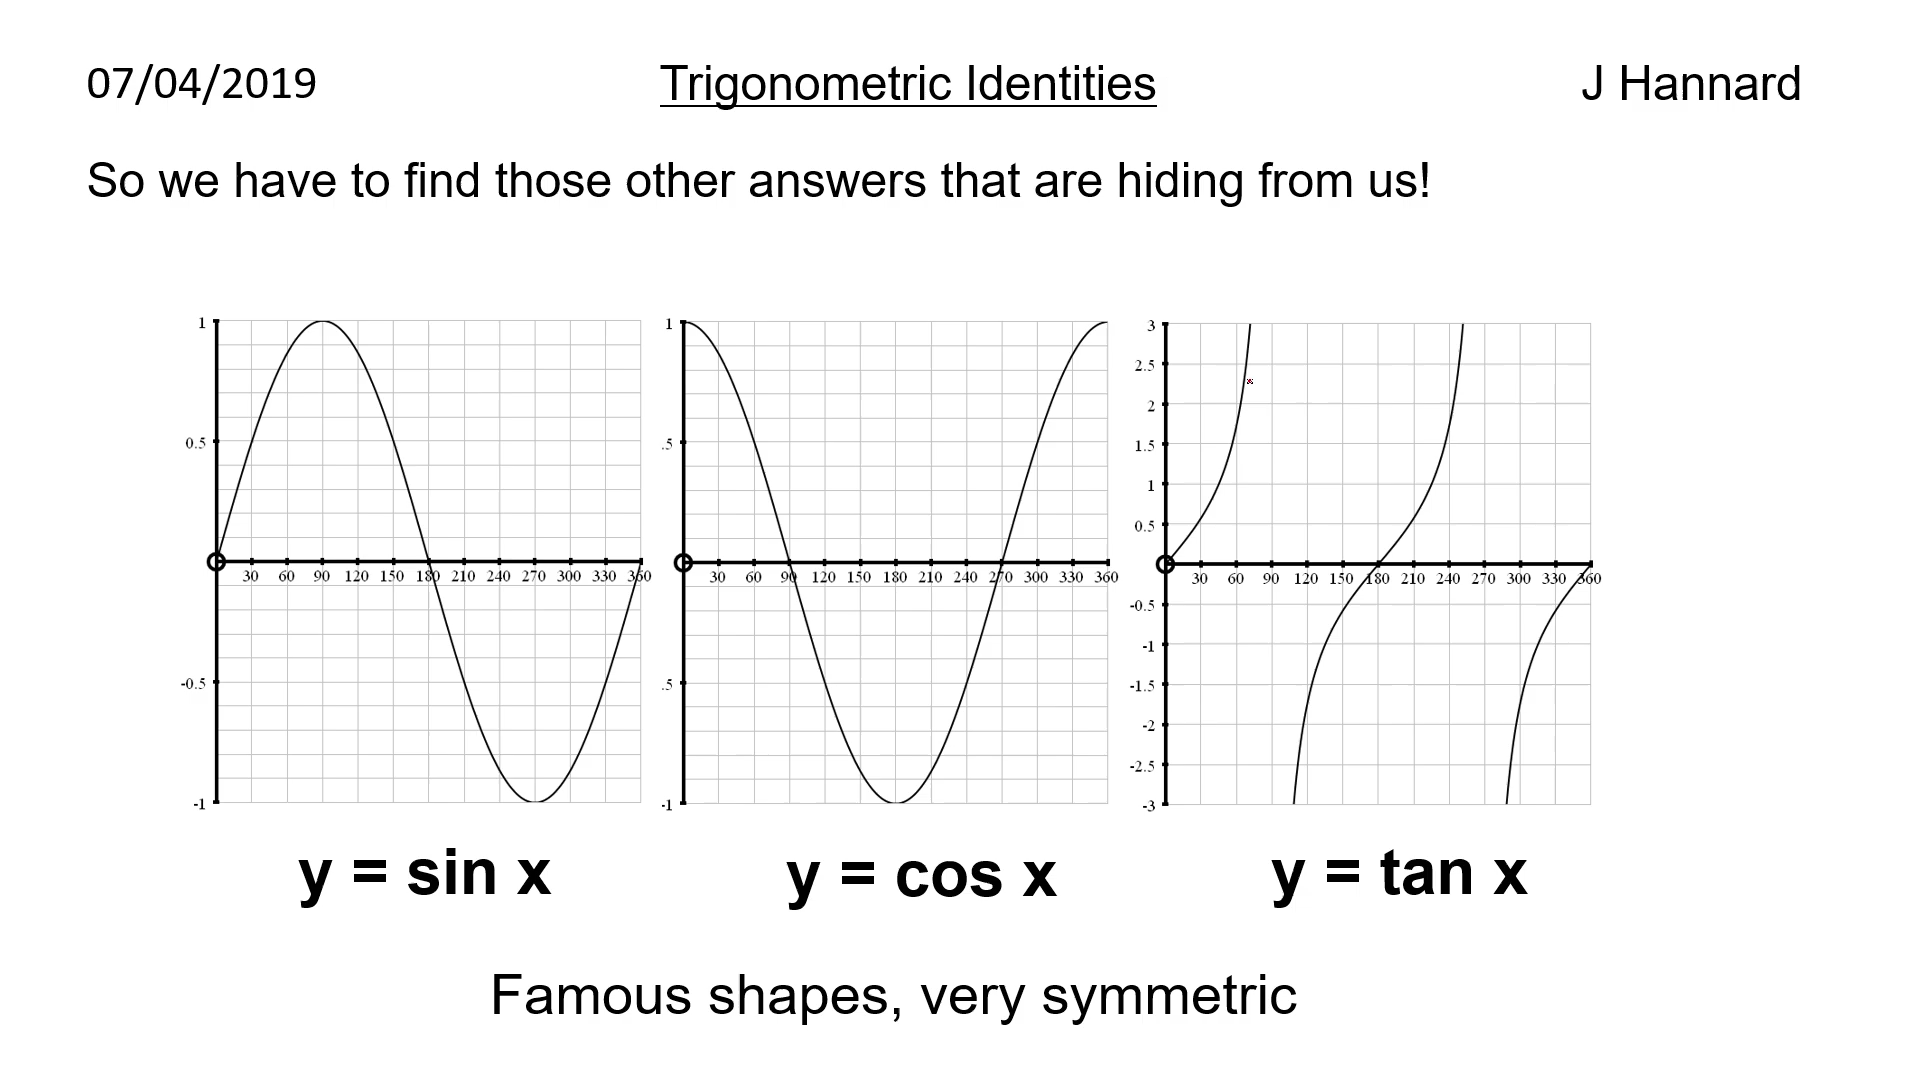 07/04/2019 Trigonometric Identities J Hannard
So we have to find those other answers that are hiding from us!
1
0.5
30 60 90 120 150 180 210 240 270 300 330 360
-0.5
-1
1
.5
30 60 90 120 150 180 210 240 270 300 330 360
.5
-1
3
2.5
2
1.5
1
0.5
30 60 90 120 150 180 210 240 270 300 330 360
-0.5
-1
-1.5
-2
-2.5
-3
y = sin x y = cos x y = tan x
Famous shapes, very symmetric